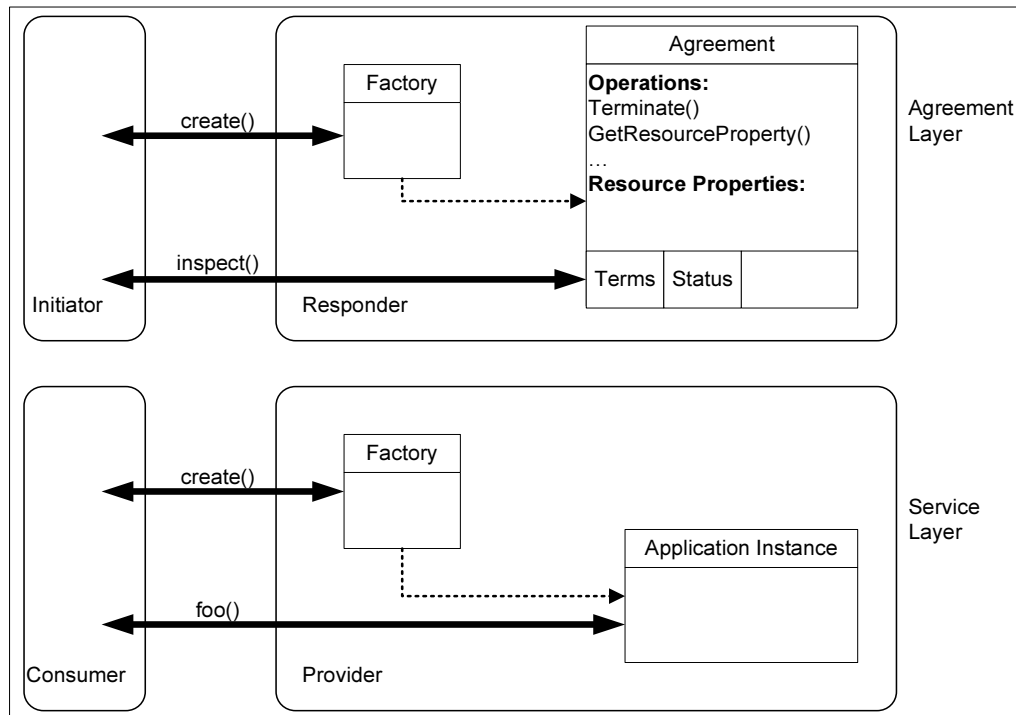 Agreement
Factory
Operations:
Terminate()
GetResourceProperty()
...
Resource Properties:
Agreement
Layer
create()
inspect()
Terms
Status
Initiator
Responder
Factory
create()
Service
Layer
Application Instance
foo()
Consumer
Provider